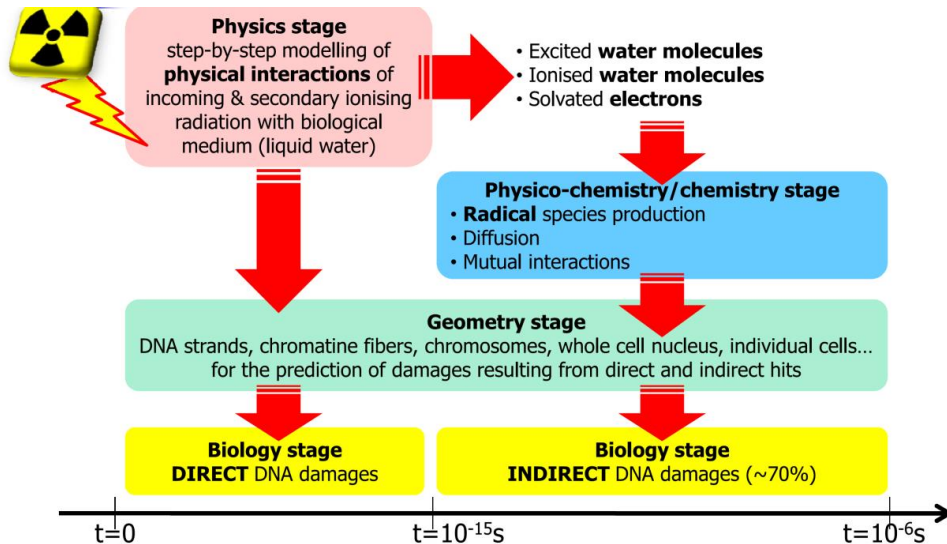 Physics stage
step-by-step modelling of
physical interactions of
incoming & secondary ionising
radiation with biological
medium (liquid water)
• Excited water molecules
• Ionised water molecules
• Solvated electrons
Physico-chemistry/chemistry stage
• Radical species production
• Diffusion
• Mutual interactions
Geometry stage
DNA strands, chromatine fibers, chromosomes, whole cell nucleus, individual cells...
for the prediction of damages resulting from direct and indirect hits
Biology stage
DIRECT DNA damages
Biology stage
INDIRECT DNA damages (~70%)
t=0
t=10⁻¹⁵s
t=10⁻⁶s